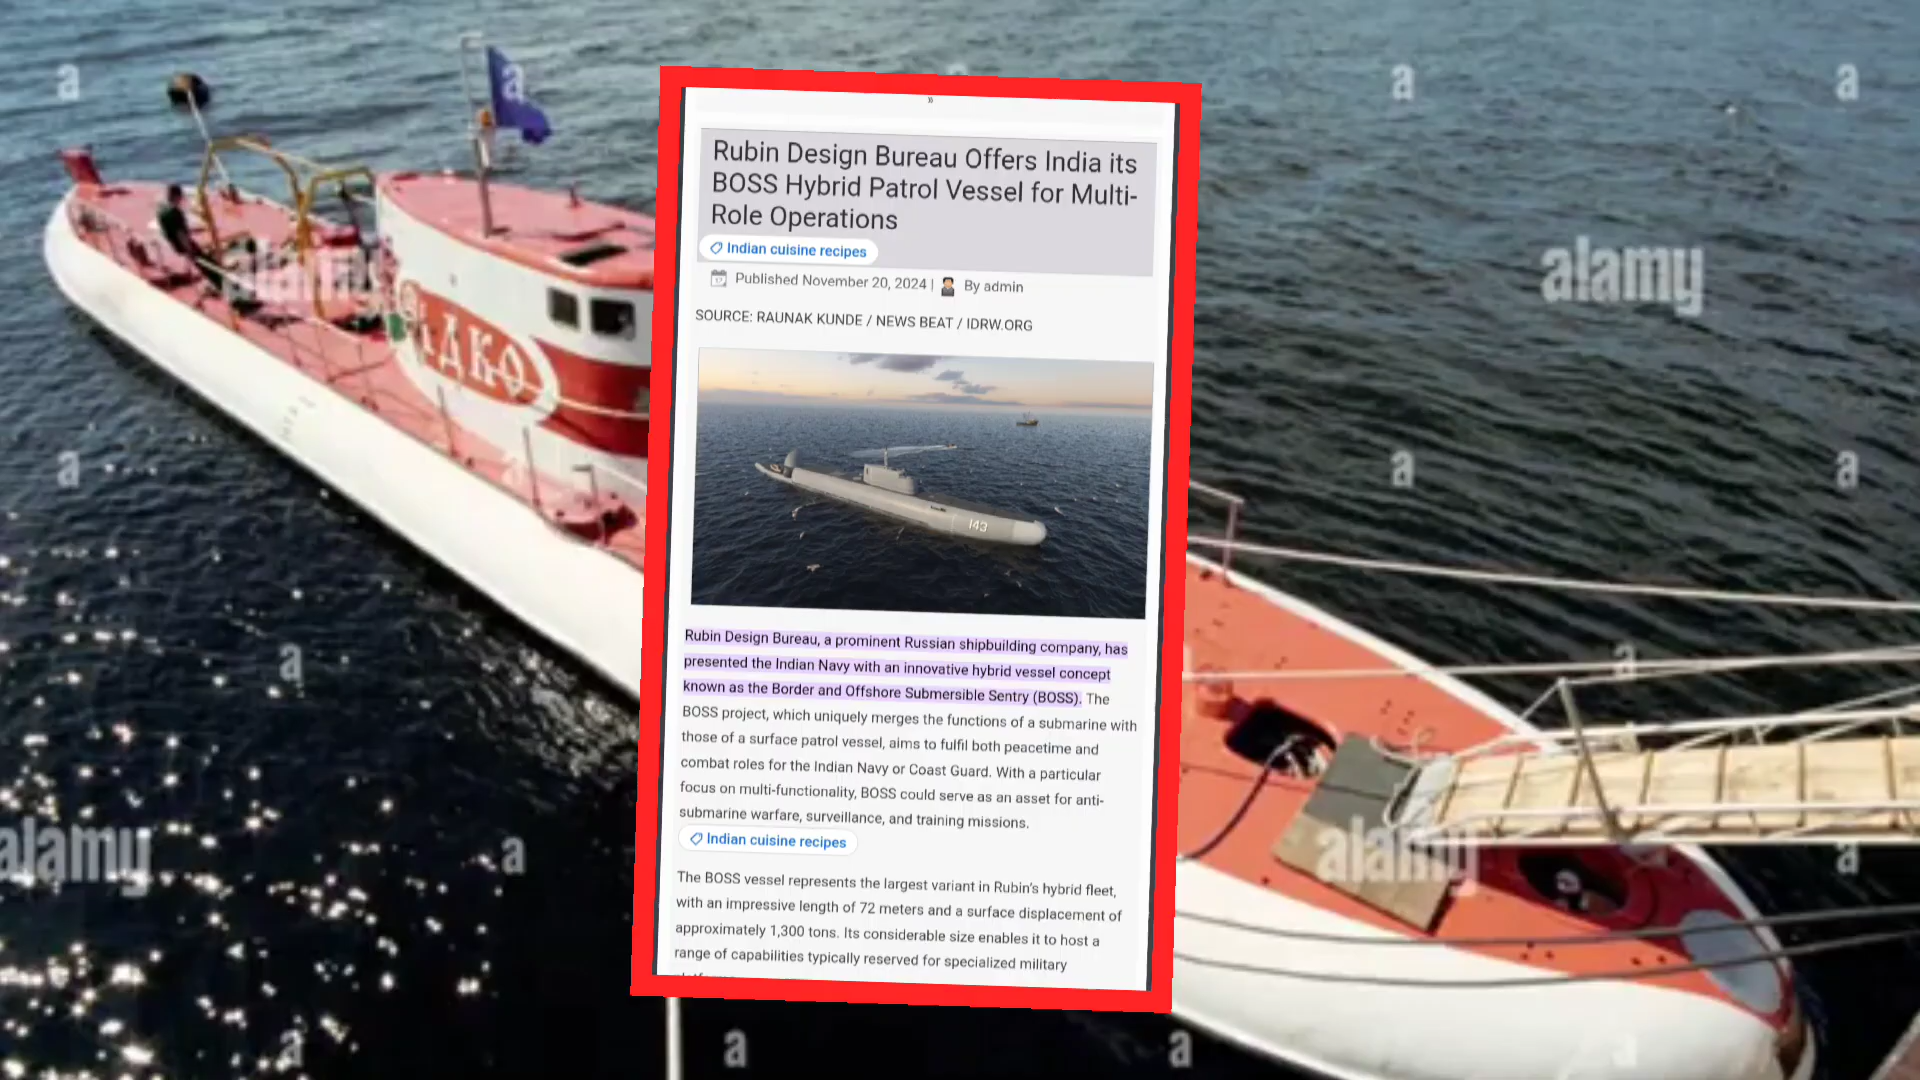 »
Rubin Design Bureau Offers India its
BOSS Hybrid Patrol Vessel for Multi-
Role Operations
Indian cuisine recipes
Published November 20, 2024 | By admin
SOURCE: RAUNAK KUNDE / NEWS BEAT / IDRW.ORG
143
Rubin Design Bureau, a prominent Russian shipbuilding company, has
presented the Indian Navy with an innovative hybrid vessel concept
known as the Border and Offshore Submersible Sentry (BOSS). The
BOSS project, which uniquely merges the functions of a submarine with
those of a surface patrol vessel, aims to fulfil both peacetime and
combat roles for the Indian Navy or Coast Guard. With a particular
focus on multi-functionality, BOSS could serve as an asset for anti-
submarine warfare, surveillance, and training missions.
Indian cuisine recipes
The BOSS vessel represents the largest variant in Rubin's hybrid fleet,
with an impressive length of 72 meters and a surface displacement of
approximately 1,300 tons. Its considerable size enables it to host a
range of capabilities typically reserved for specialized military
a
a
a
a
alamy
alamy
a
a
a
a
a
a
alamy
a
alamy
a
a
a
a
a